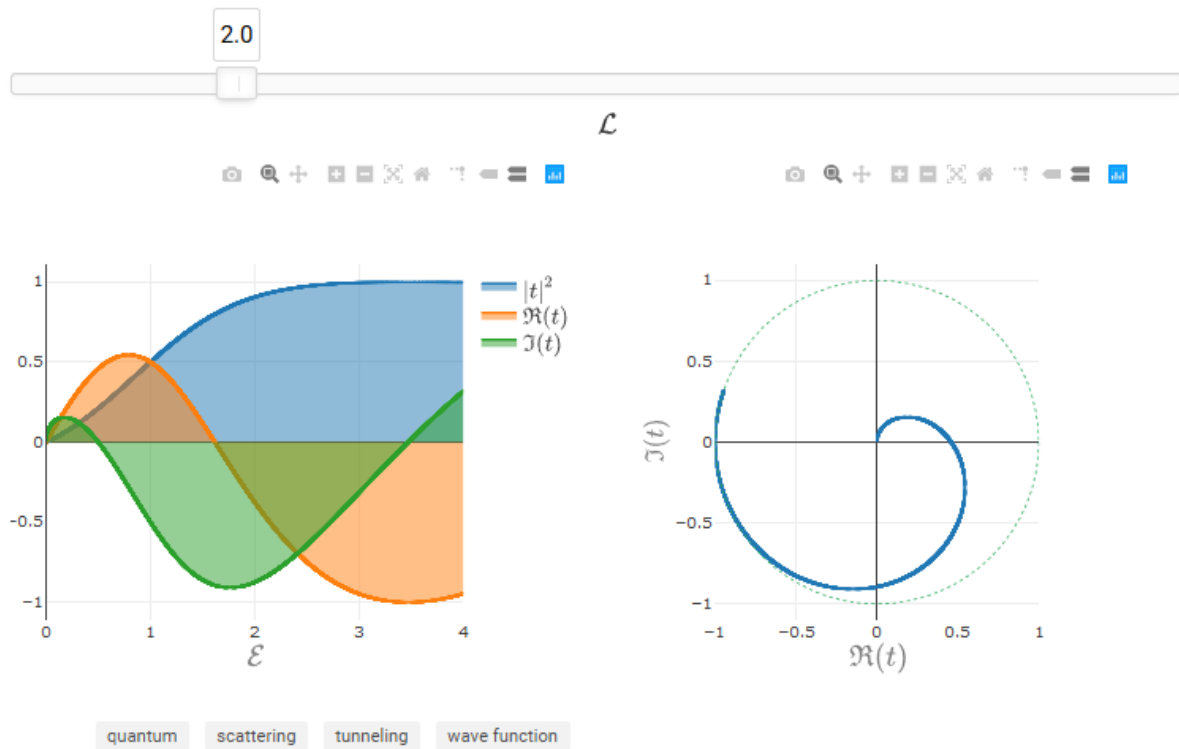 2.0
ℒ
1
0.5
0
−0.5
−1
0
1
2
3
4
ℰ
|t|²
ℜ(t)
ℑ(t)
1
0.5
0
−0.5
−1
ℑ(t)
−1
−0.5
0
0.5
1
ℜ(t)
quantum scattering tunneling wave function